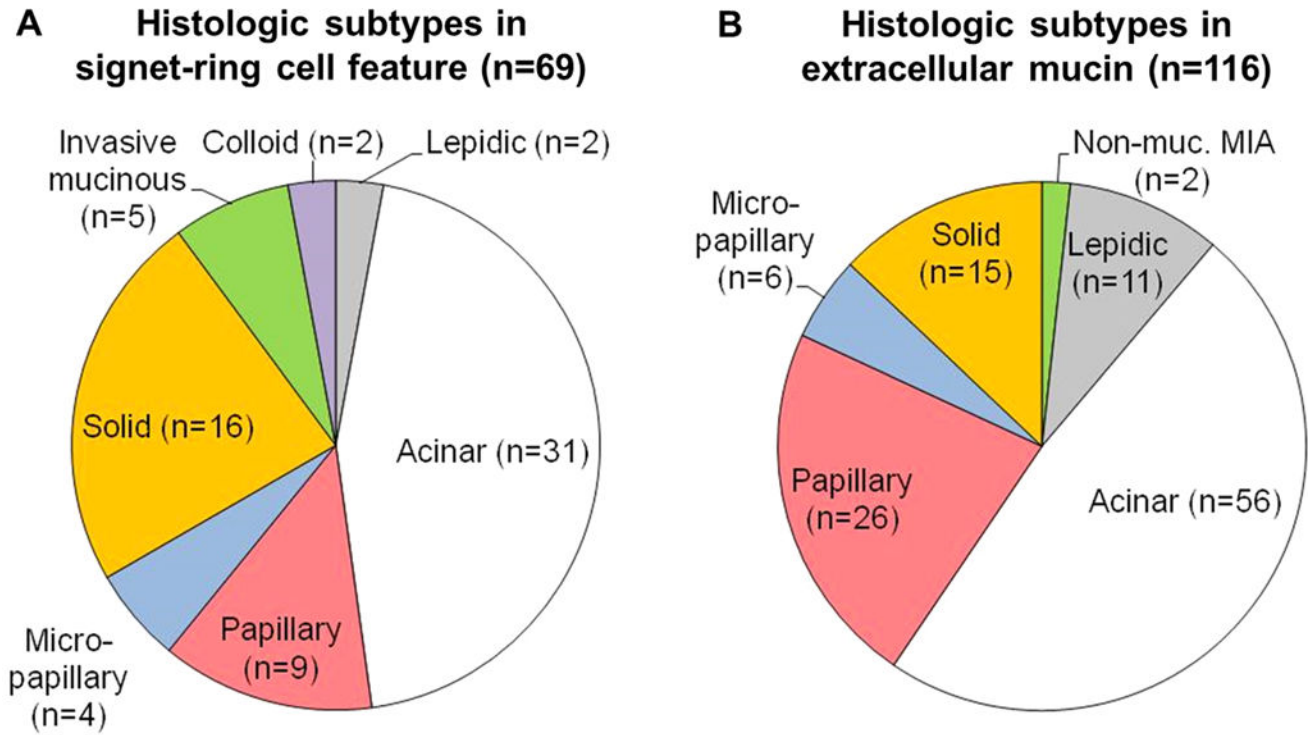 A
Histologic subtypes in
signet-ring cell feature (n=69)
Invasive
mucinous
(n=5)
Colloid (n=2)
Lepidic (n=2)
Solid (n=16)
Acinar (n=31)
Papillary
(n=9)
Micro-
papillary
(n=4)
B
Histologic subtypes in
extracellular mucin (n=116)
Non-muc. MIA
(n=2)
Micro-
papillary
(n=6)
Solid
(n=15)
Lepidic
(n=11)
Papillary
(n=26)
Acinar (n=56)